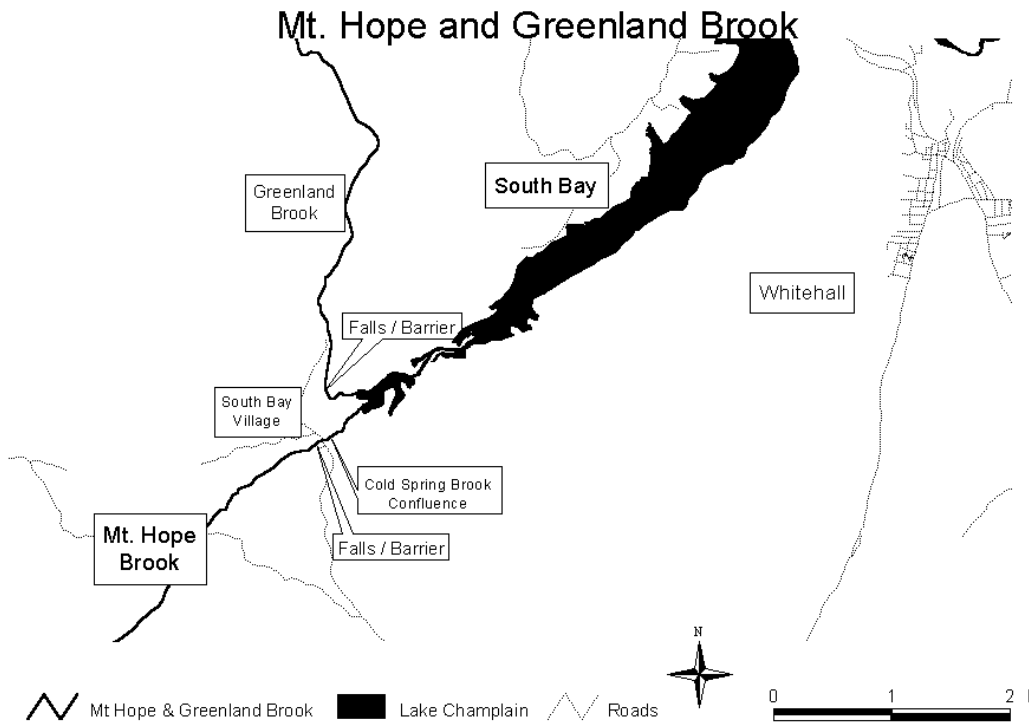 Mt. Hope and Greenland Brook
Greenland
Brook
South Bay
Whitehall
Falls / Barrier
South Bay
Village
Cold Spring Brook
Confluence
Mt. Hope
Brook
Falls / Barrier
N
Mt Hope & Greenland Brook
Lake Champlain
Roads
0 1 2